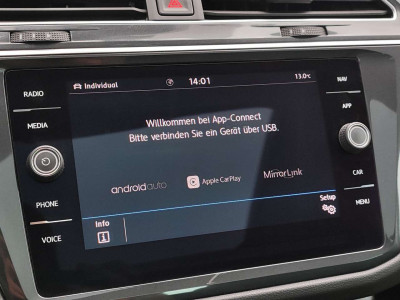 RADIO
MEDIA
PHONE
VOICE
Individual
14:01
13.0°C
Willkommen bei App-Connect
Bitte verbinden Sie ein Gerät über USB.
androidauto
Apple CarPlay
MirrorLink
Info
Setup
NAV
APP
CAR
MENU